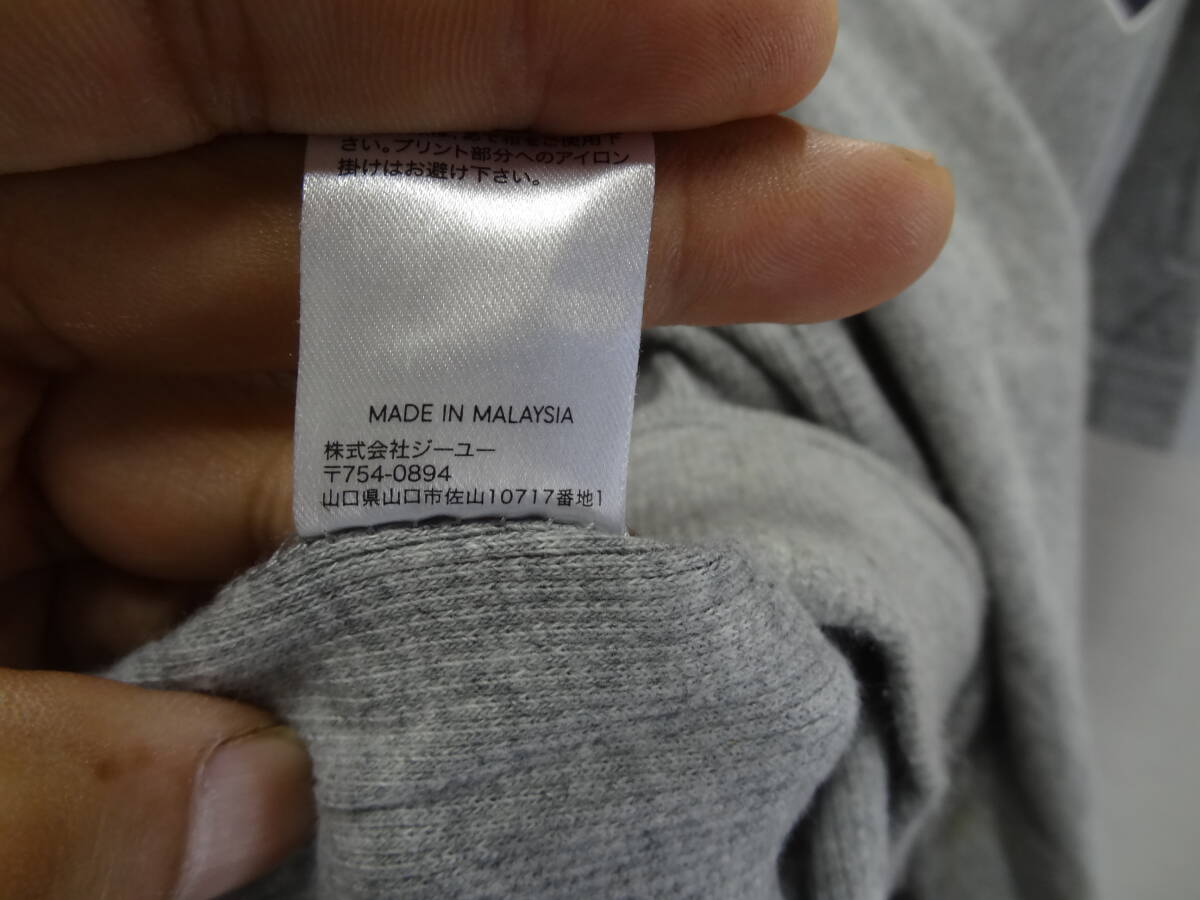 さい。プリント部分へのアイロン
掛けはお避け下さい。
MADE IN MALAYSIA
株式会社ジーユー
〒754-0894
山口県山口市佐山10717番地1